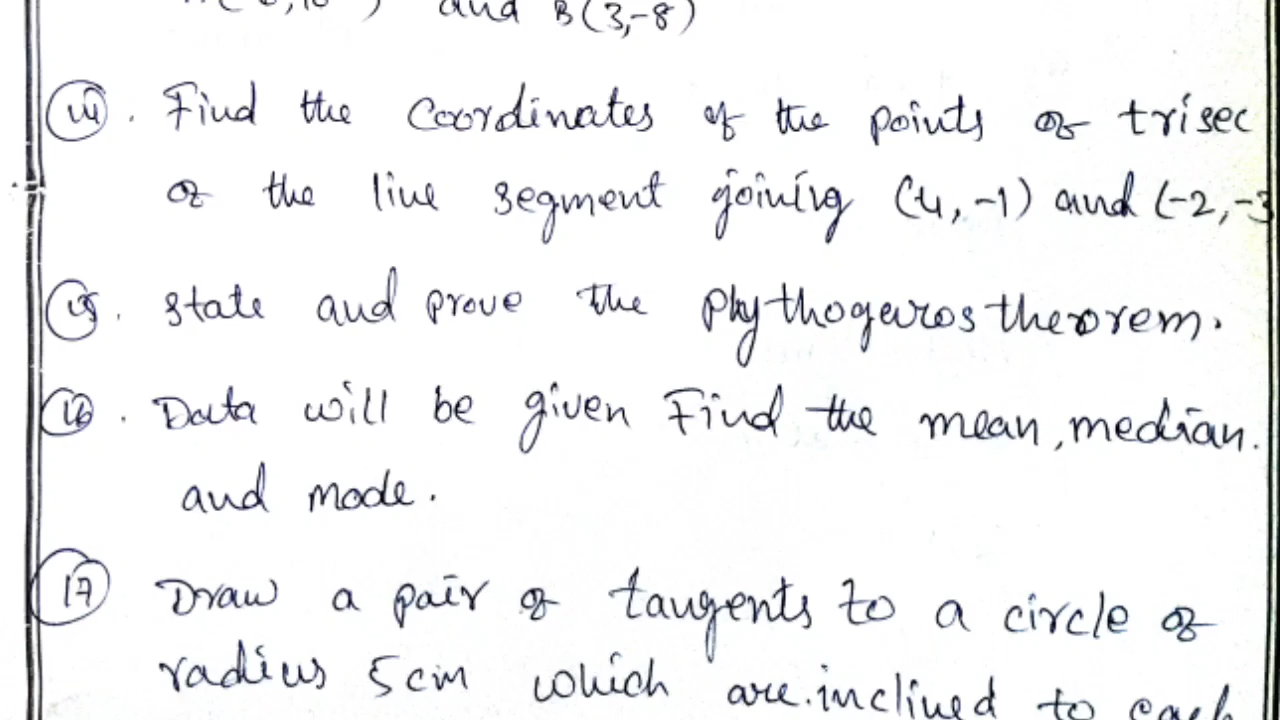 and B(3,-8)
14. Find the coordinates of the points of trisec
of the line segment joining (4,-1) and (-2,-3
15. state and prove the Phythogaros theorem.
16. Data will be given Find the mean, median.
and mode.
17 Draw a pair of tangents to a circle of
radius 5cm which are inclined to each